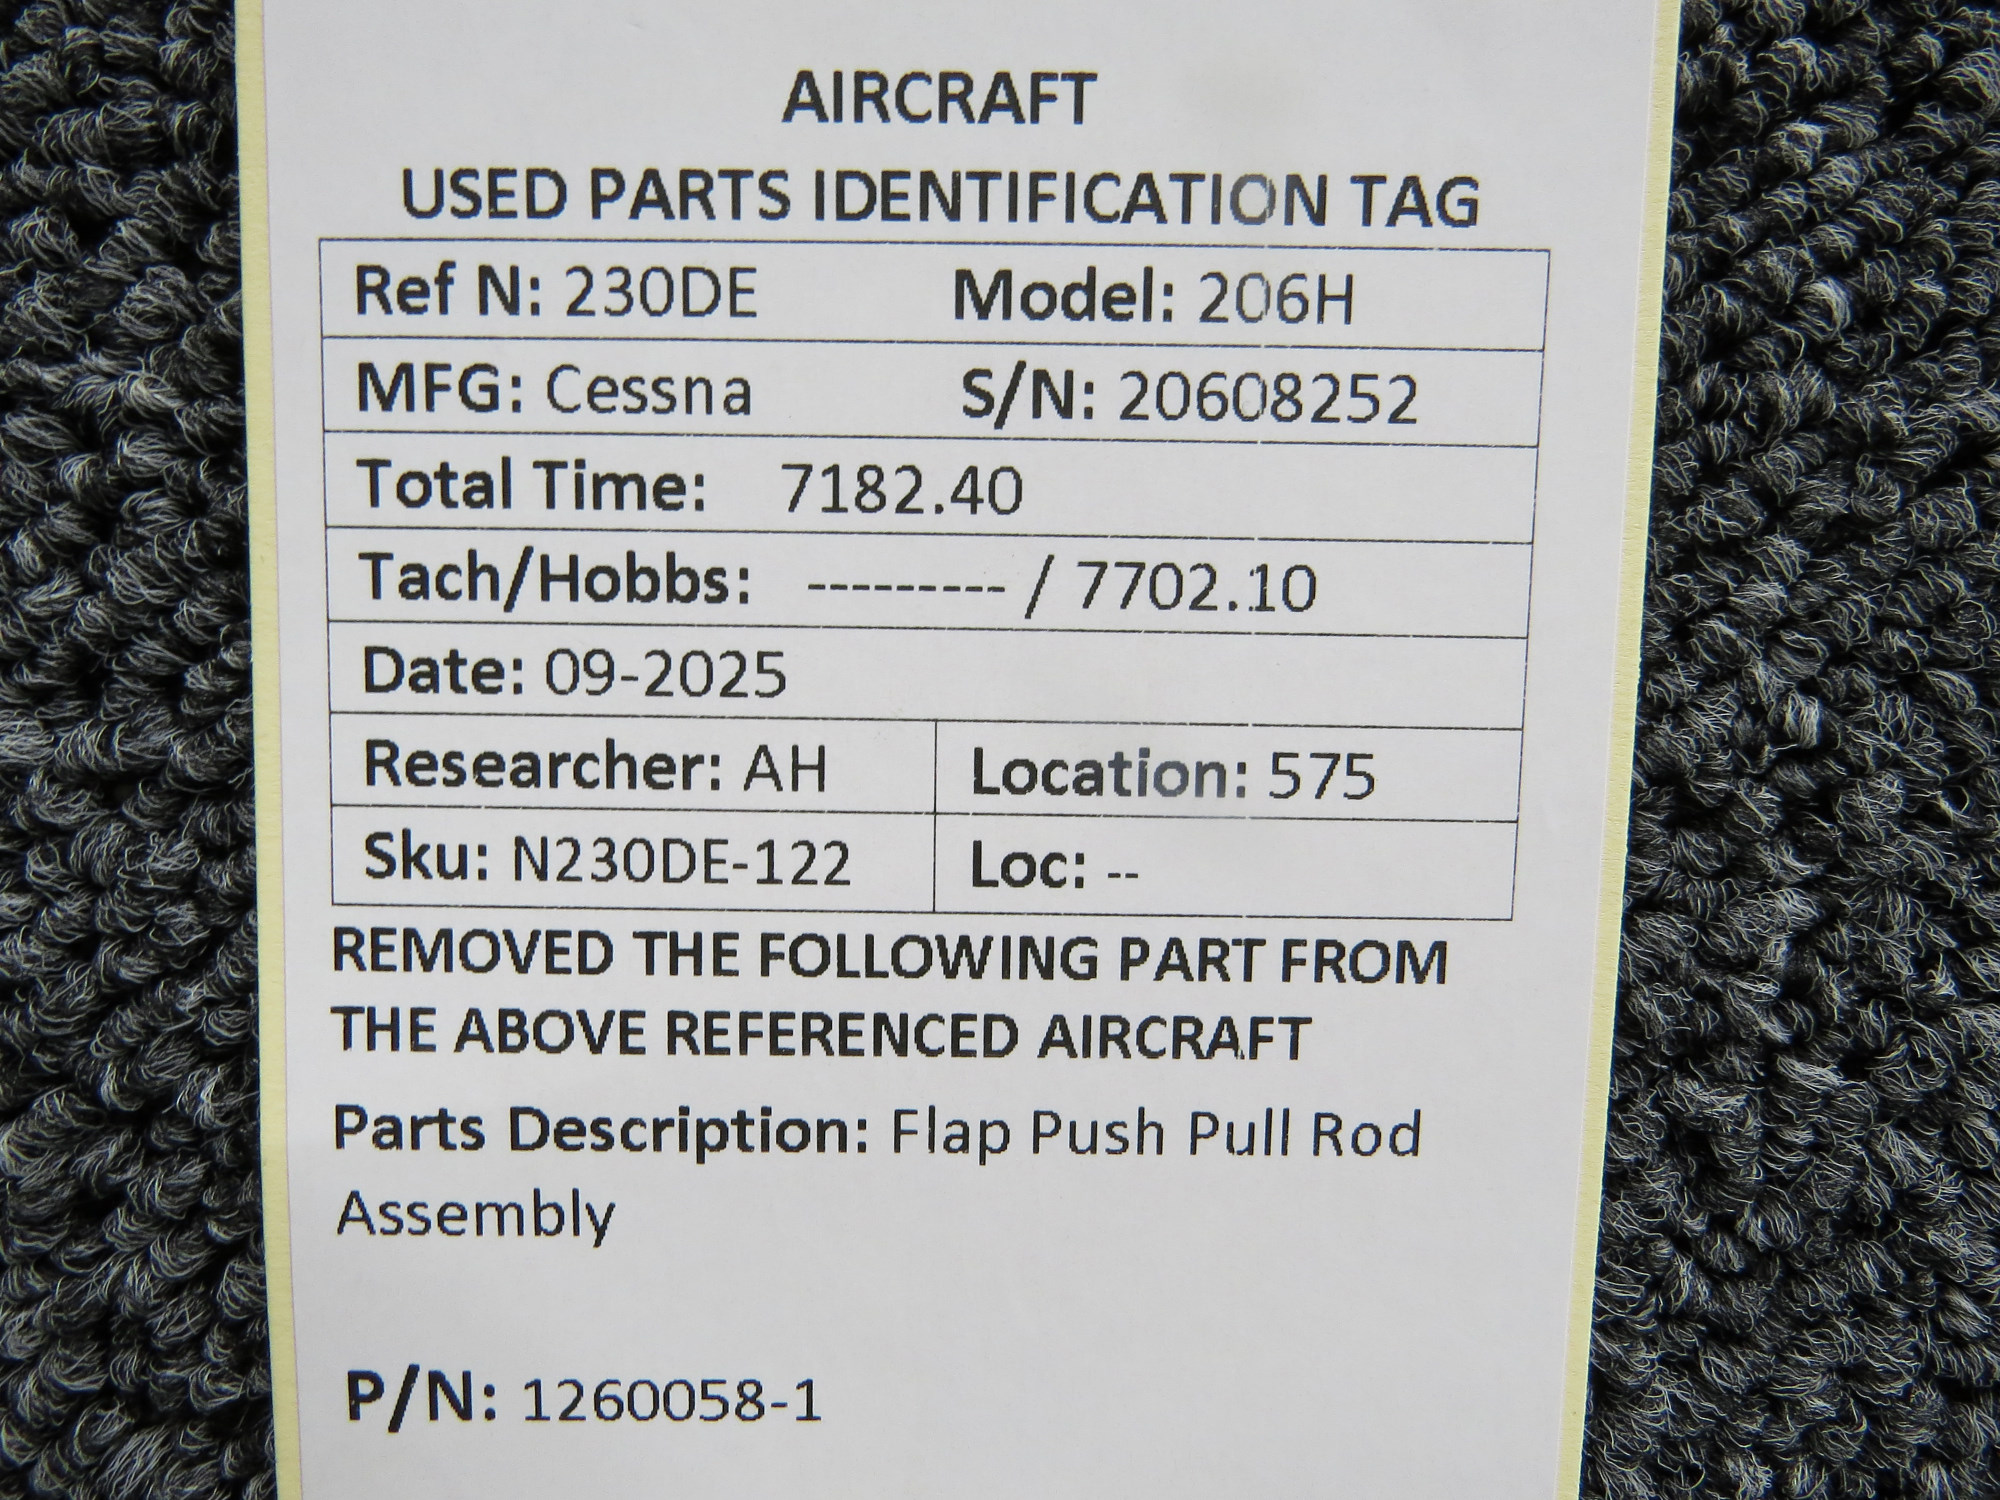 AIRCRAFT
USED PARTS IDENTIFICATION TAG
Ref N: 230DE Model: 206H
MFG: Cessna S/N: 20608252
Total Time: 7182.40
Tach/Hobbs: --------- / 7702.10
Date: 09-2025
Researcher: AH Location: 575
Sku: N230DE-122 Loc: --
REMOVED THE FOLLOWING PART FROM
THE ABOVE REFERENCED AIRCRAFT
Parts Description: Flap Push Pull Rod
Assembly
P/N: 1260058-1